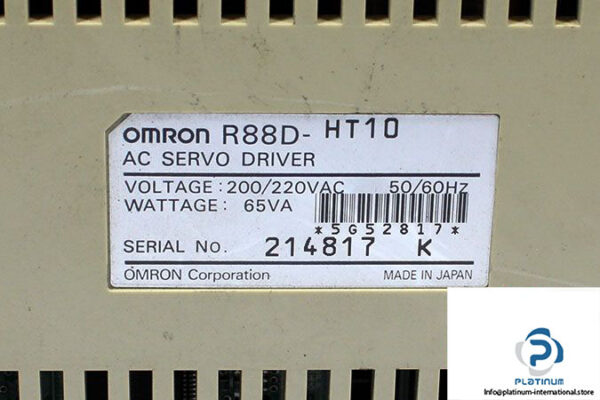 omron R88D- HT10
AC SERVO DRIVER
VOLTAGE: 200/220VAC 50/60Hz
WATTAGE: 65VA
*5G52817*
SERIAL No. 214817 K
OMRON Corporation MADE IN JAPAN
PLATINUM
Info@platinum-international.store